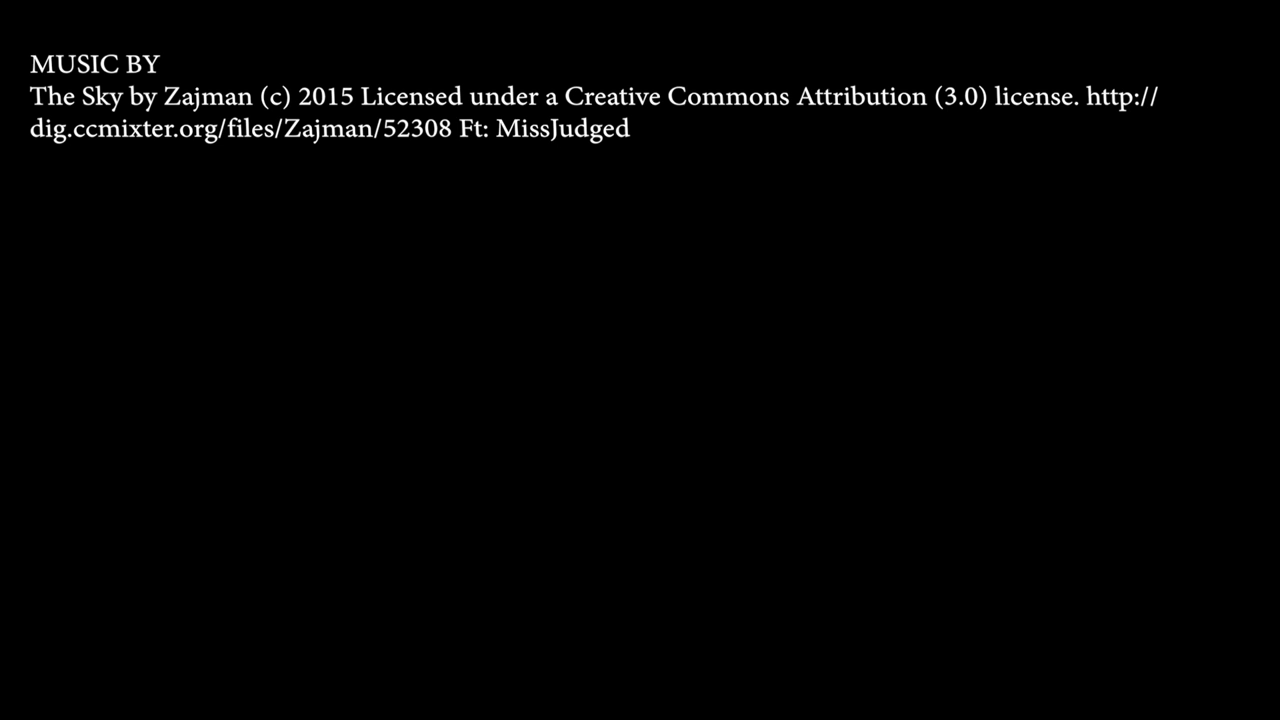 MUSIC BY
The Sky by Zajman (c) 2015 Licensed under a Creative Commons Attribution (3.0) license. http://
dig.ccmixter.org/files/Zajman/52308 Ft: MissJudged